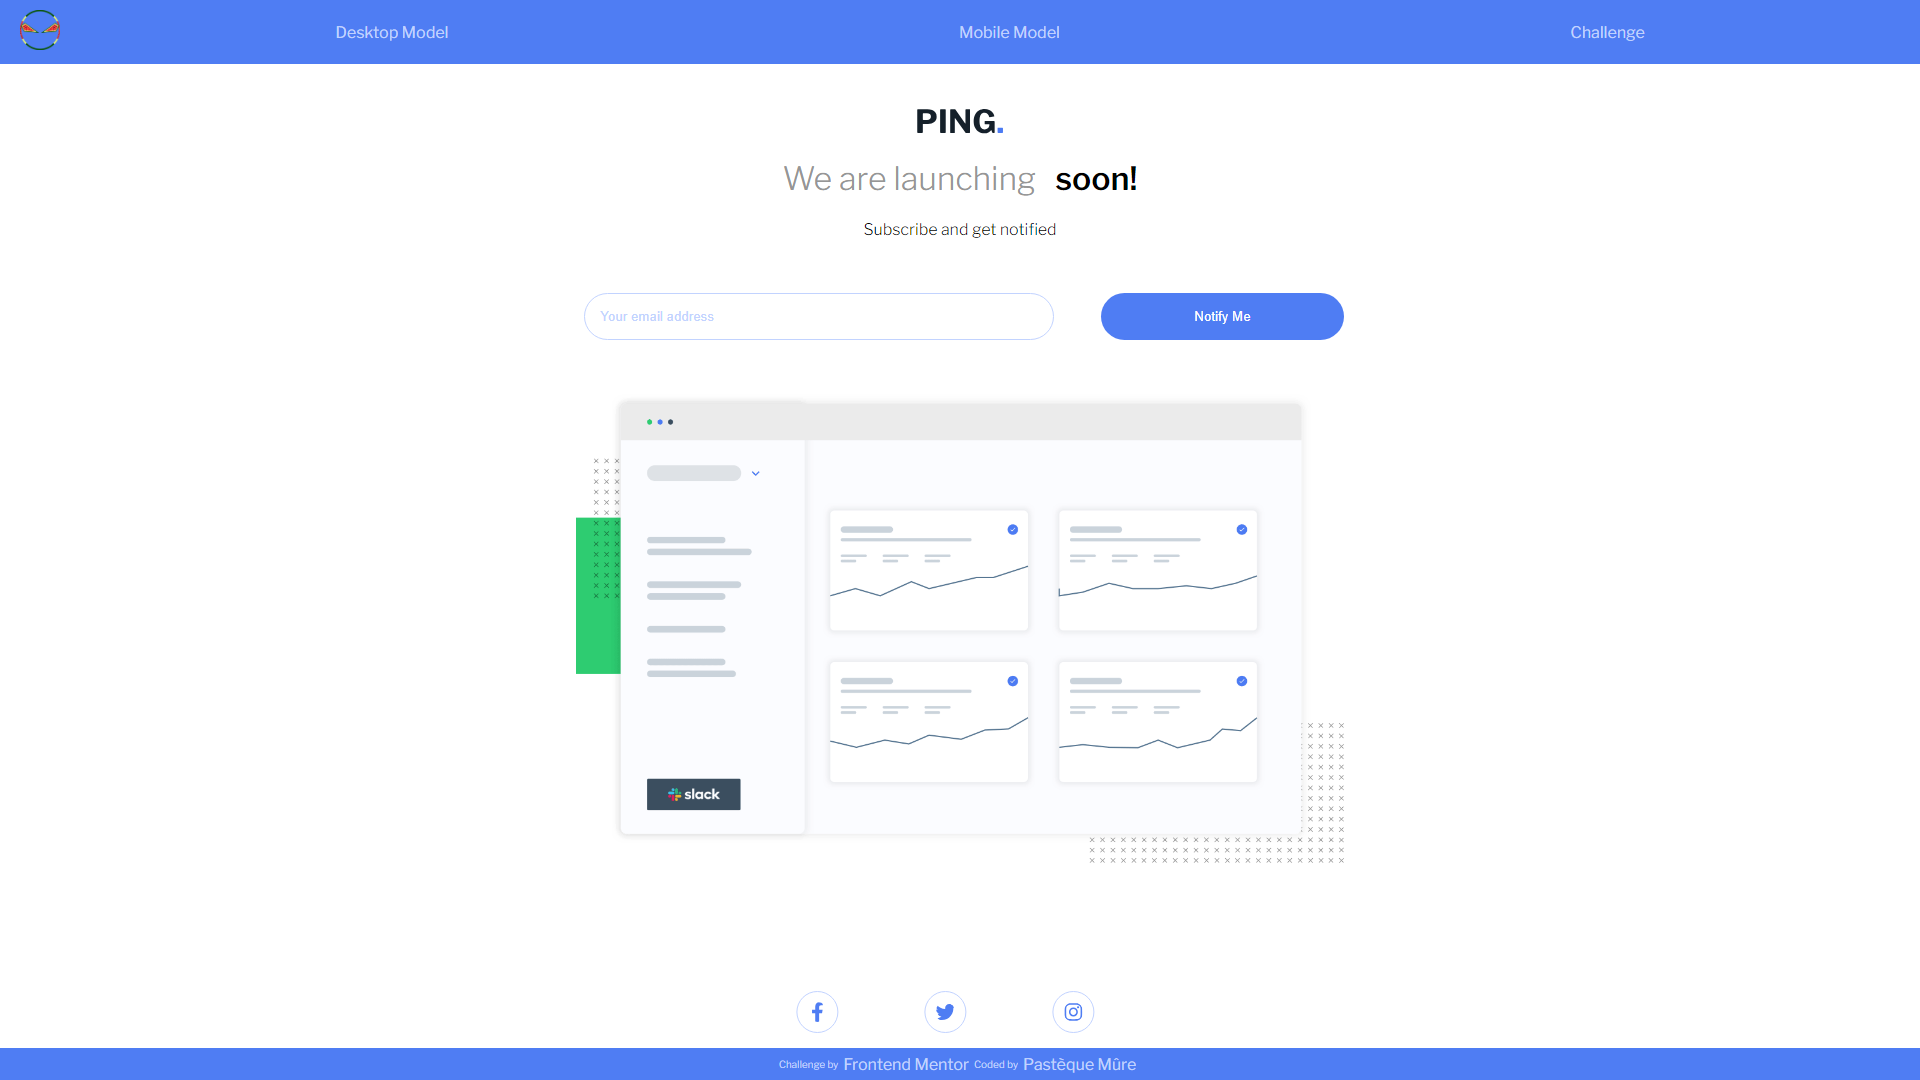 Desktop Model Mobile Model Challenge
PING.
We are launching soon!
Subscribe and get notified
Your email address Notify Me
slack
Challenge by Frontend Mentor Coded by Pastèque Mûre